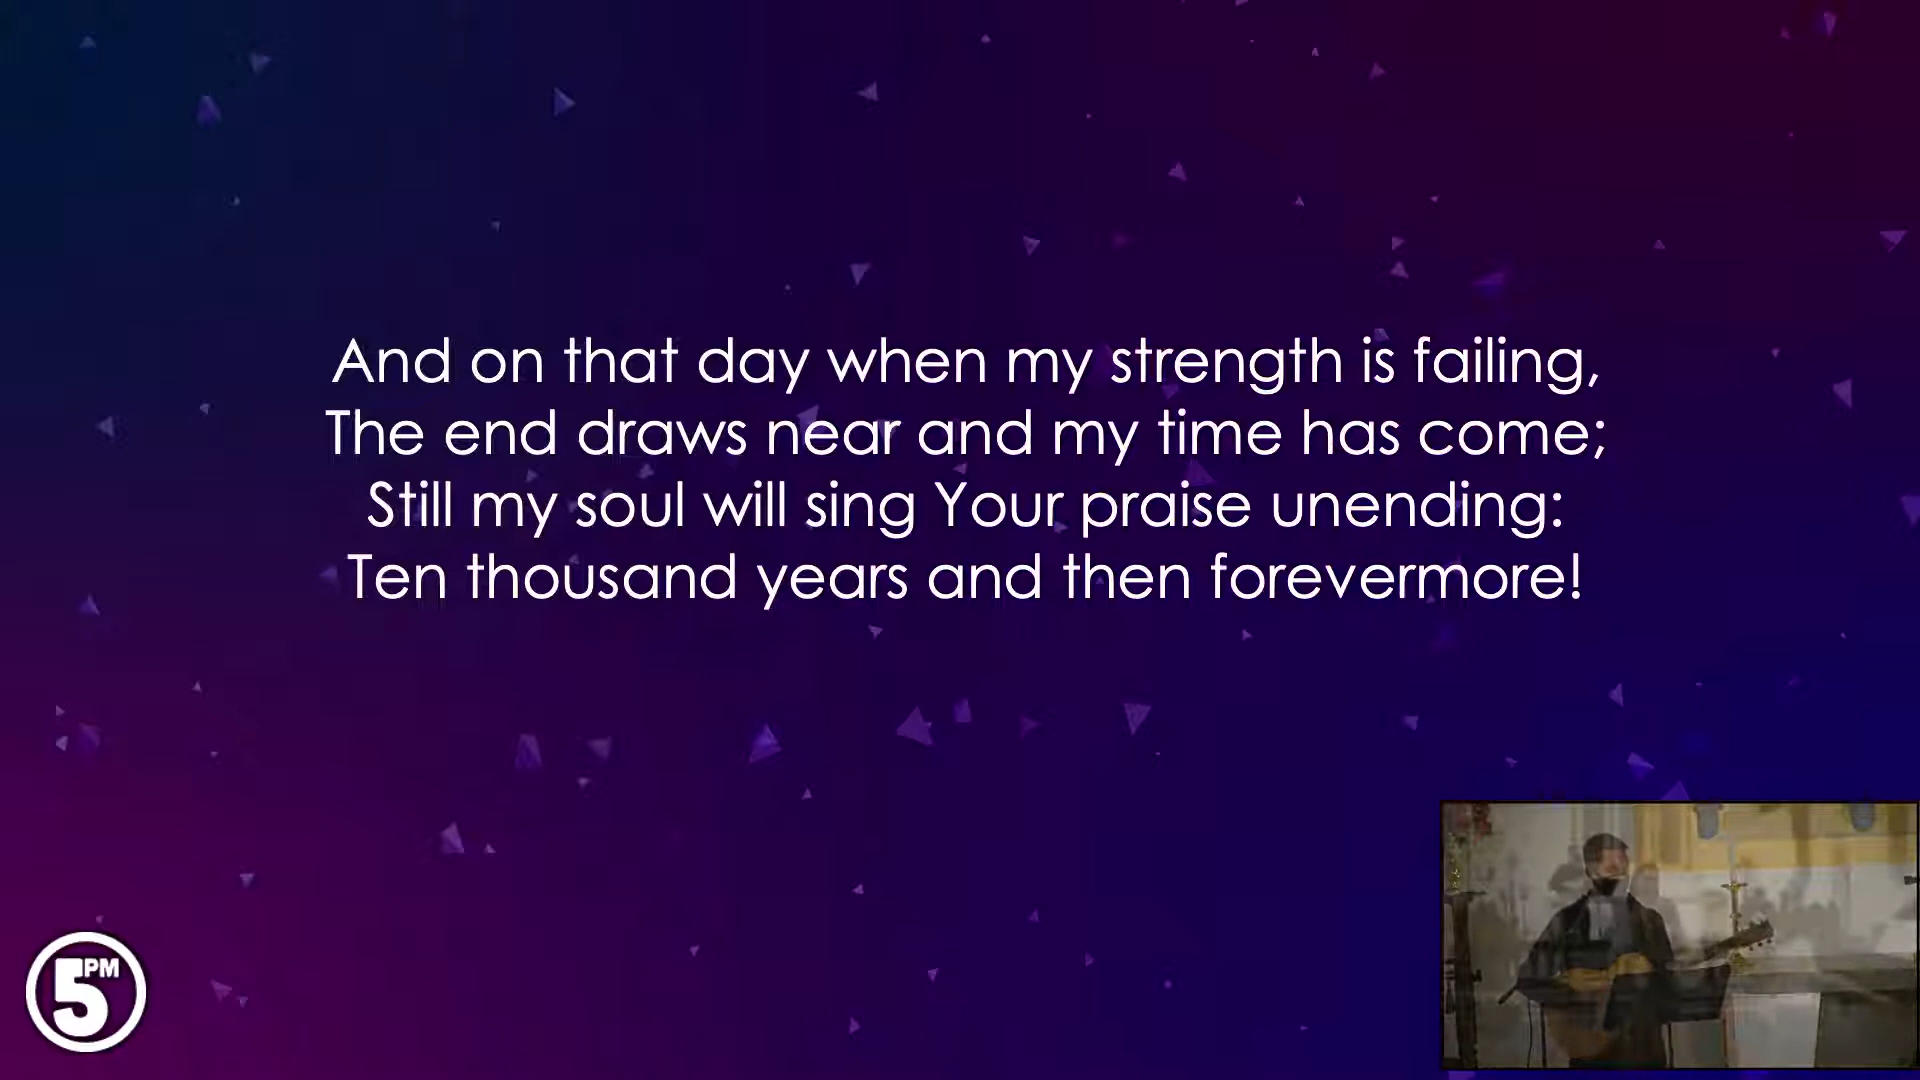 And on that day when my strength is failing,
The end draws near and my time has come;
Still my soul will sing Your praise unending:
Ten thousand years and then forevermore!
5PM